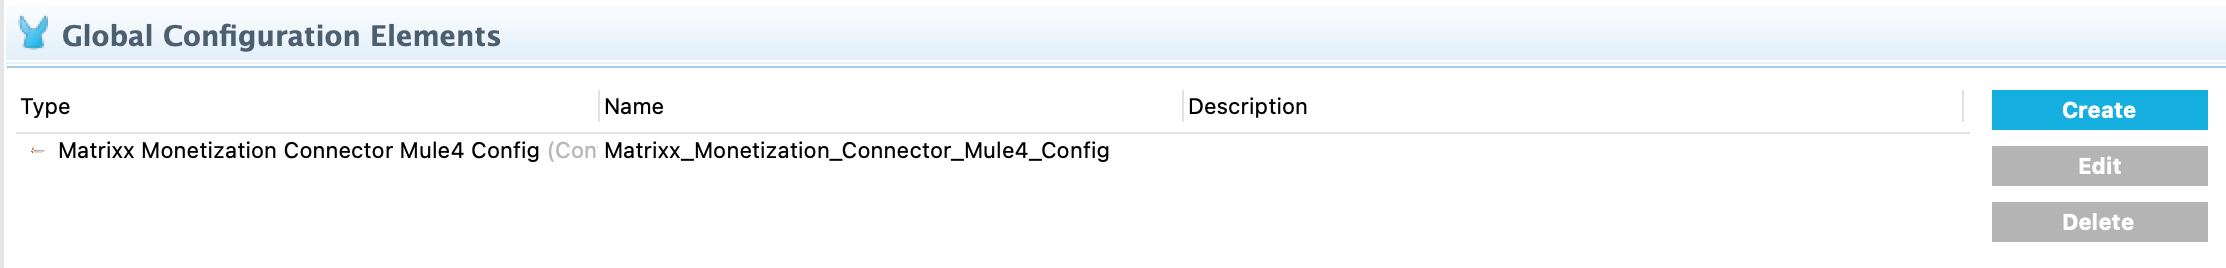 Global Configuration Elements
Type Name Description
Matrixx Monetization Connector Mule4 Config (Con Matrixx_Monetization_Connector_Mule4_Config
Create
Edit
Delete